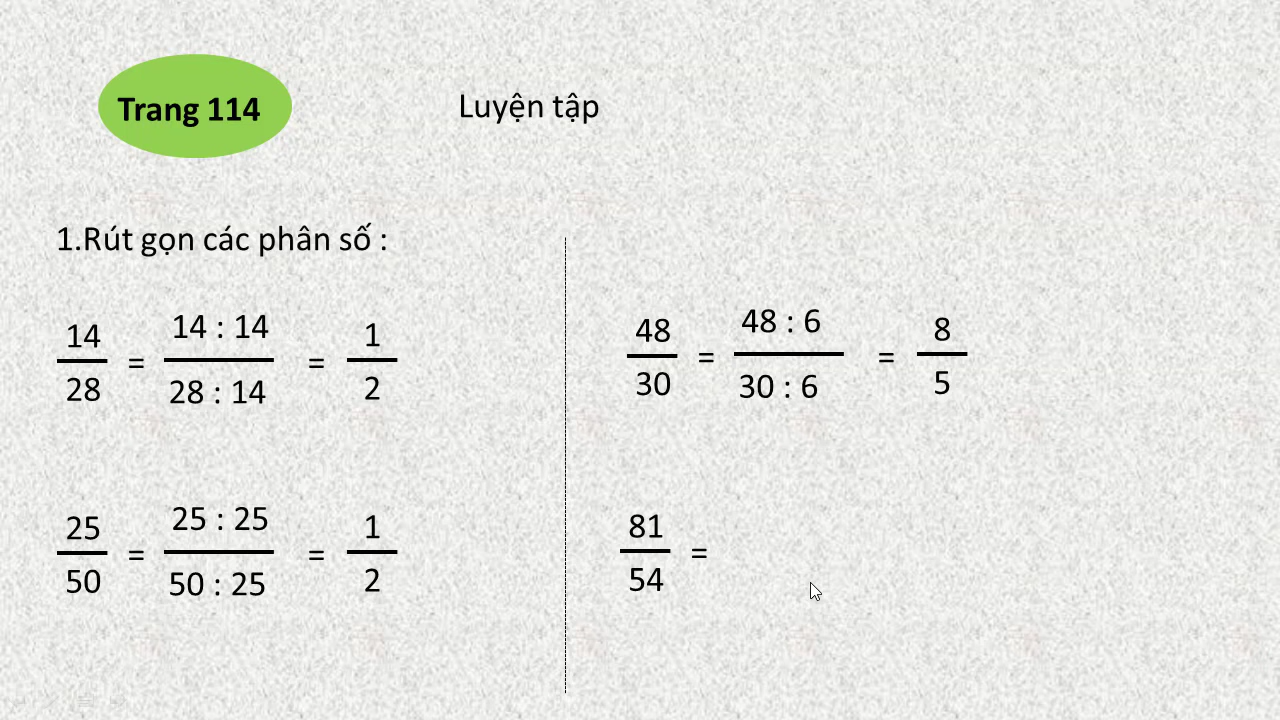 Trang 114
Luyện tập
1.Rút gọn các phân số :
14/28 = 14 : 14/28 : 14 = 1/2
25/50 = 25 : 25/50 : 25 = 1/2
48/30 = 48 : 6/30 : 6 = 8/5
81/54 =